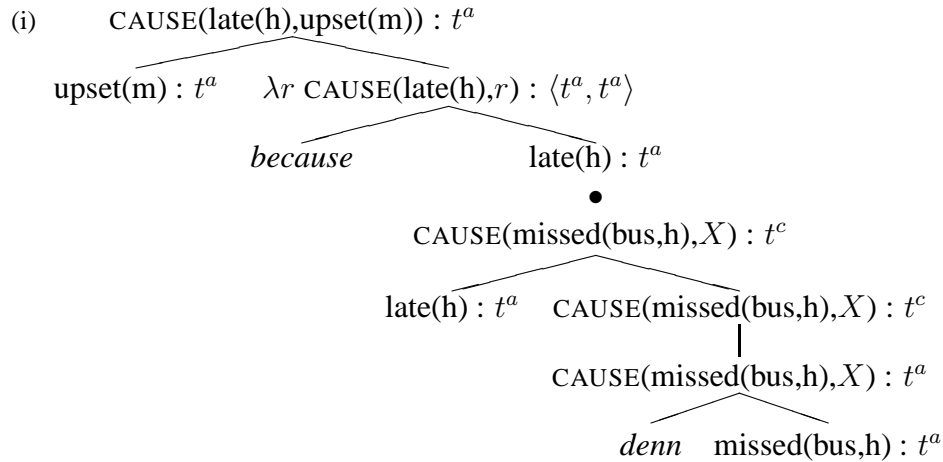 (i) CAUSE(late(h),upset(m)) : t^a
upset(m) : t^a λr CAUSE(late(h),r) : ⟨t^a, t^a⟩
because late(h) : t^a
•
CAUSE(missed(bus,h),X) : t^c
late(h) : t^a CAUSE(missed(bus,h),X) : t^c
CAUSE(missed(bus,h),X) : t^a
denn missed(bus,h) : t^a